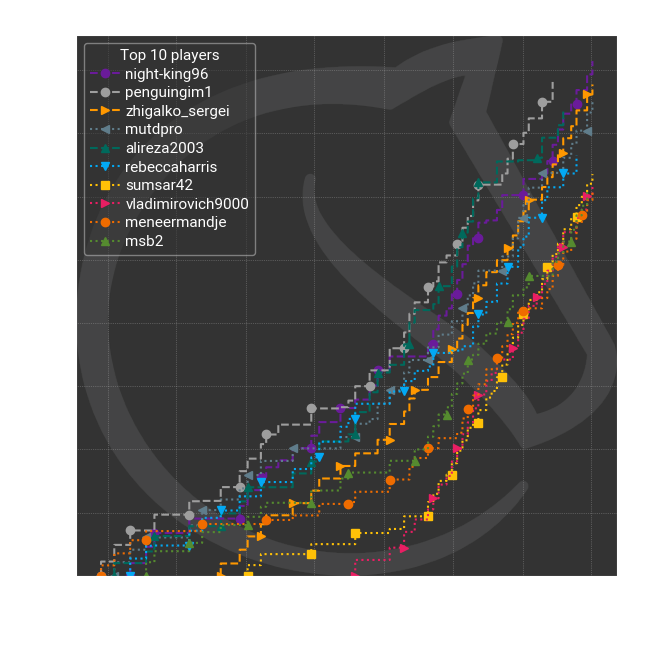 Top 10 players
night-king96
penguingim1
zhigalko_sergei
mutdpro
alireza2003
rebeccaharris
sumsar42
vladimirovich9000
meneermandje
msb2